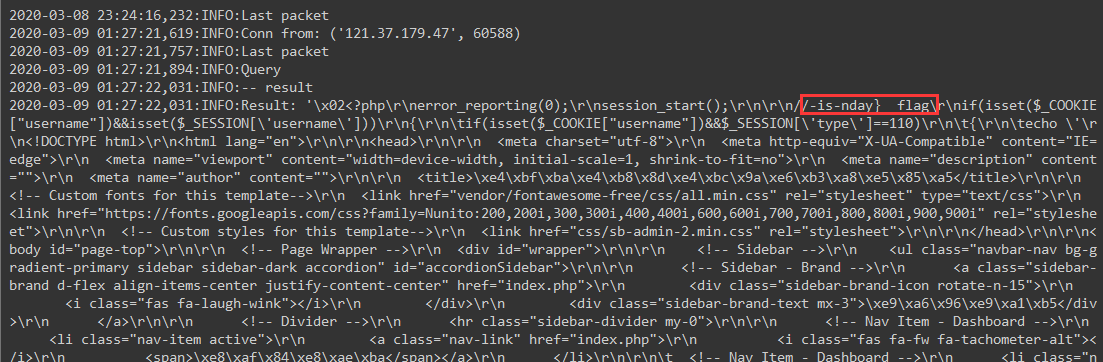 2020-03-08 23:24:16,232:INFO:Last packet
2020-03-09 01:27:21,619:INFO:Conn from: ('121.37.179.47', 60588)
2020-03-09 01:27:21,757:INFO:Last packet
2020-03-09 01:27:21,894:INFO:Query
2020-03-09 01:27:22,031:INFO:-- result
2020-03-09 01:27:22,031:INFO:Result: '\x02<?php\r\nerror_reporting(0);\r\nsession_start();\r\n\r\n//-is-nday}  flag\r\nif(isset($_COOKIE
["username"])&&isset($_SESSION[\'username\']))\r\n{\r\n\tif(isset($_COOKIE["username"])&&$_SESSION[\'type\']==110)\r\n\t{\r\n\techo \'\r
\n<!DOCTYPE html>\r\n<html lang="en">\r\n\r\n<head>\r\n\r\n  <meta charset="utf-8">\r\n  <meta http-equiv="X-UA-Compatible" content="IE=
edge">\r\n  <meta name="viewport" content="width=device-width, initial-scale=1, shrink-to-fit=no">\r\n  <meta name="description" content
="">\r\n  <meta name="author" content="">\r\n\r\n  <title>\xe4\xbf\xba\xe4\xb8\x8d\xe4\xbc\x9a\xe6\xb3\xa8\xe5\x85\xa5</title>\r\n\r\n
<!-- Custom fonts for this template-->\r\n  <link href="vendor/fontawesome-free/css/all.min.css" rel="stylesheet" type="text/css">\r\n
<link href="https://fonts.googleapis.com/css?family=Nunito:200,200i,300,300i,400,400i,600,600i,700,700i,800,800i,900,900i" rel="styleshe
et">\r\n\r\n  <!-- Custom styles for this template-->\r\n  <link href="css/sb-admin-2.min.css" rel="stylesheet">\r\n\r\n</head>\r\n\r\n<
body id="page-top">\r\n\r\n  <!-- Page Wrapper -->\r\n  <div id="wrapper">\r\n\r\n    <!-- Sidebar -->\r\n    <ul class="navbar-nav bg-g
radient-primary sidebar sidebar-dark accordion" id="accordionSidebar">\r\n\r\n      <!-- Sidebar - Brand -->\r\n      <a class="sidebar-
brand d-flex align-items-center justify-content-center" href="index.php">\r\n        <div class="sidebar-brand-icon rotate-n-15">\r\n
<i class="fas fa-laugh-wink"></i>\r\n        </div>\r\n        <div class="sidebar-brand-text mx-3">\xe9\xa6\x96\xe9\xa1\xb5</div
>\r\n      </a>\r\n\r\n      <!-- Divider -->\r\n      <hr class="sidebar-divider my-0">\r\n\r\n      <!-- Nav Item - Dashboard -->\r\n
<li class="nav-item active">\r\n        <a class="nav-link" href="index.php">\r\n          <i class="fas fa-fw fa-tachometer-alt"><
/i>\r\n          <span>\xe8\xaf\x84\xe8\xae\xba</span></a>\r\n      </li>\r\n\r\n\t  <!-- Nav Item - Dashboard -->\r\n